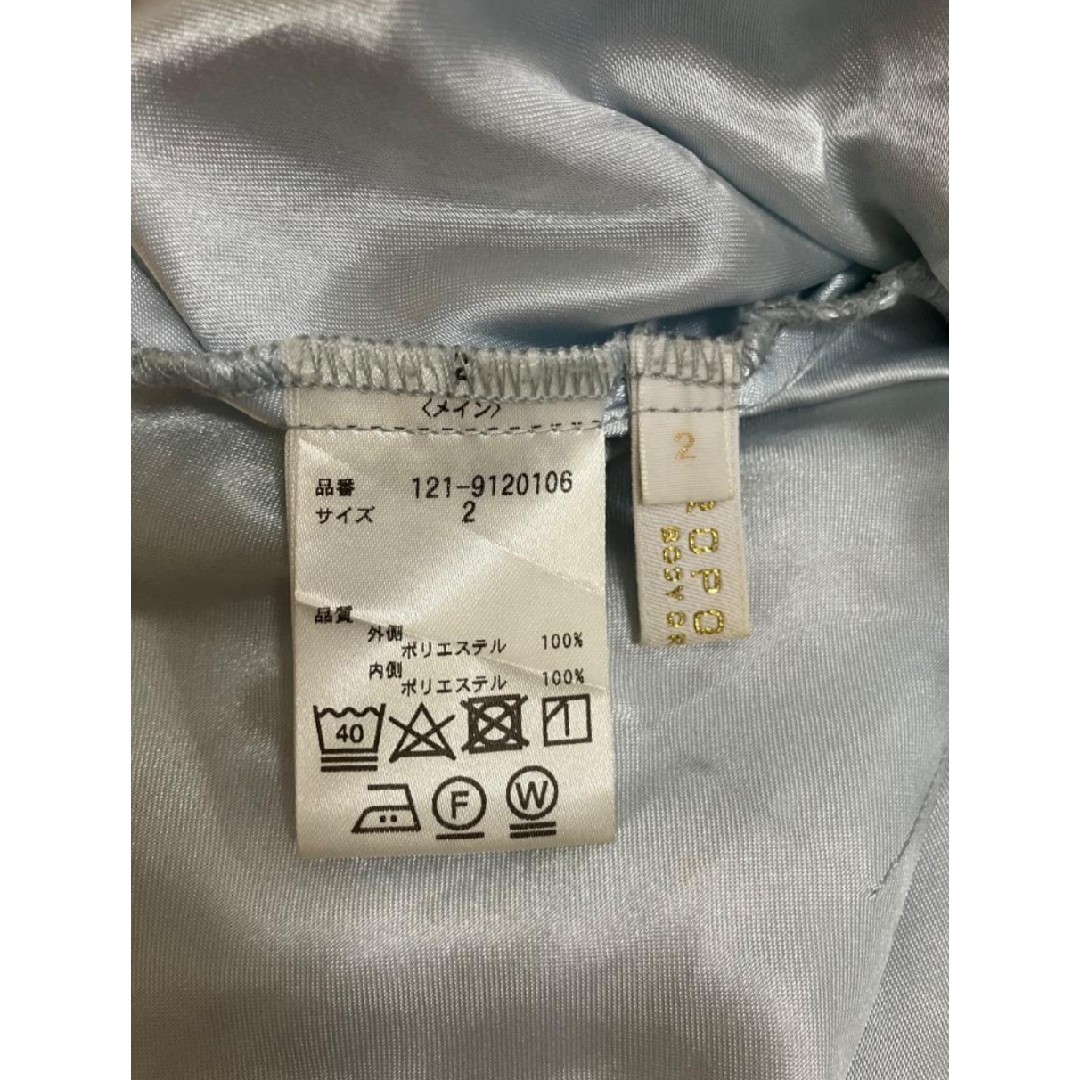 〈メイン〉
品番 121-9120106
サイズ 2
品質
外側
ポリエステル 100%
内側
ポリエステル 100%
40
F
W
2